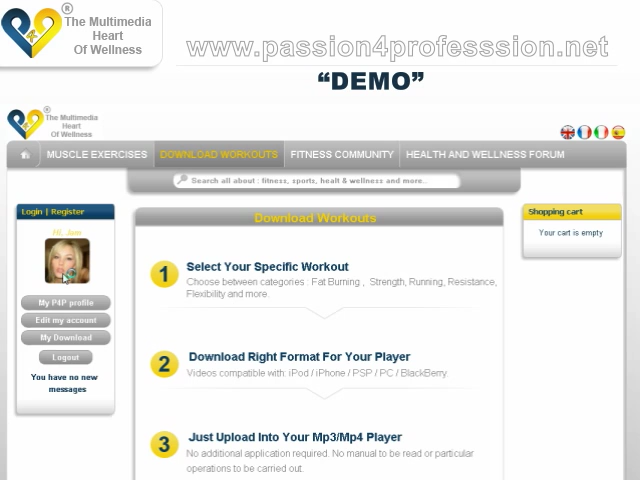 The Multimedia
Heart
Of Wellness
®
4
www.passion4professsion.net
“DEMO”
®
4
The Multimedia
Heart
Of Wellness
MUSCLE EXERCISES
DOWNLOAD WORKOUTS
FITNESS COMMUNITY
HEALTH AND WELLNESS FORUM
Search all about : fitness, sports, healt & wellness and more..
Login | Register
Hi, Jan
My P4P profile
Edit my account
My Download
Logout
You have no new
messages
Download Workouts
1
Select Your Specific Workout
Choose between categories : Fat Burning , Strength, Running, Resistance,
Flexibility and more.
2
Download Right Format For Your Player
Videos compatible with: iPod / iPhone / PSP / PC / BlackBerry
3
Just Upload Into Your Mp3/Mp4 Player
No additional application required. No manual to be read or particular
operations to be carried out.
Shopping cart
Your cart is empty